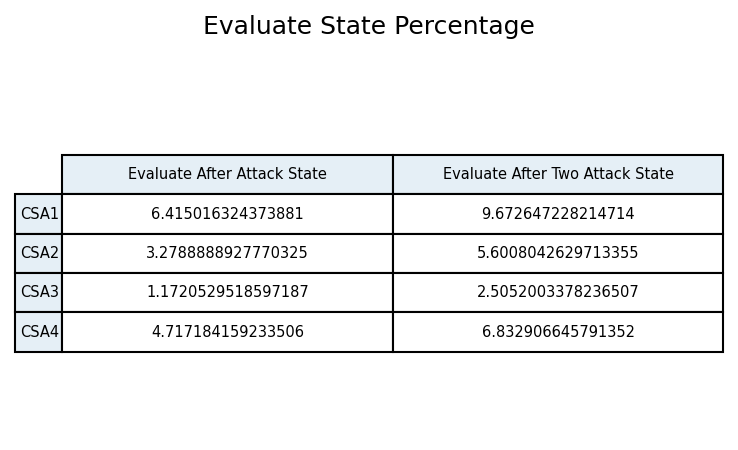 Evaluate State Percentage
Evaluate After Attack State Evaluate After Two Attack State
CSA1 6.415016324373881 9.672647228214714
CSA2 3.2788888927770325 5.6008042629713355
CSA3 1.1720529518597187 2.5052003378236507
CSA4 4.717184159233506 6.832906645791352